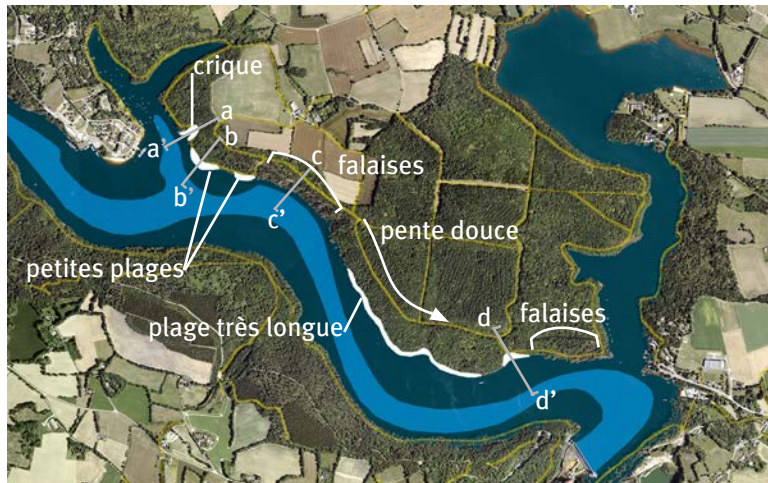 crique
a
a'
b
b'
c
falaises
c'
pente douce
petites plages
plage très longue
d
falaises
d'